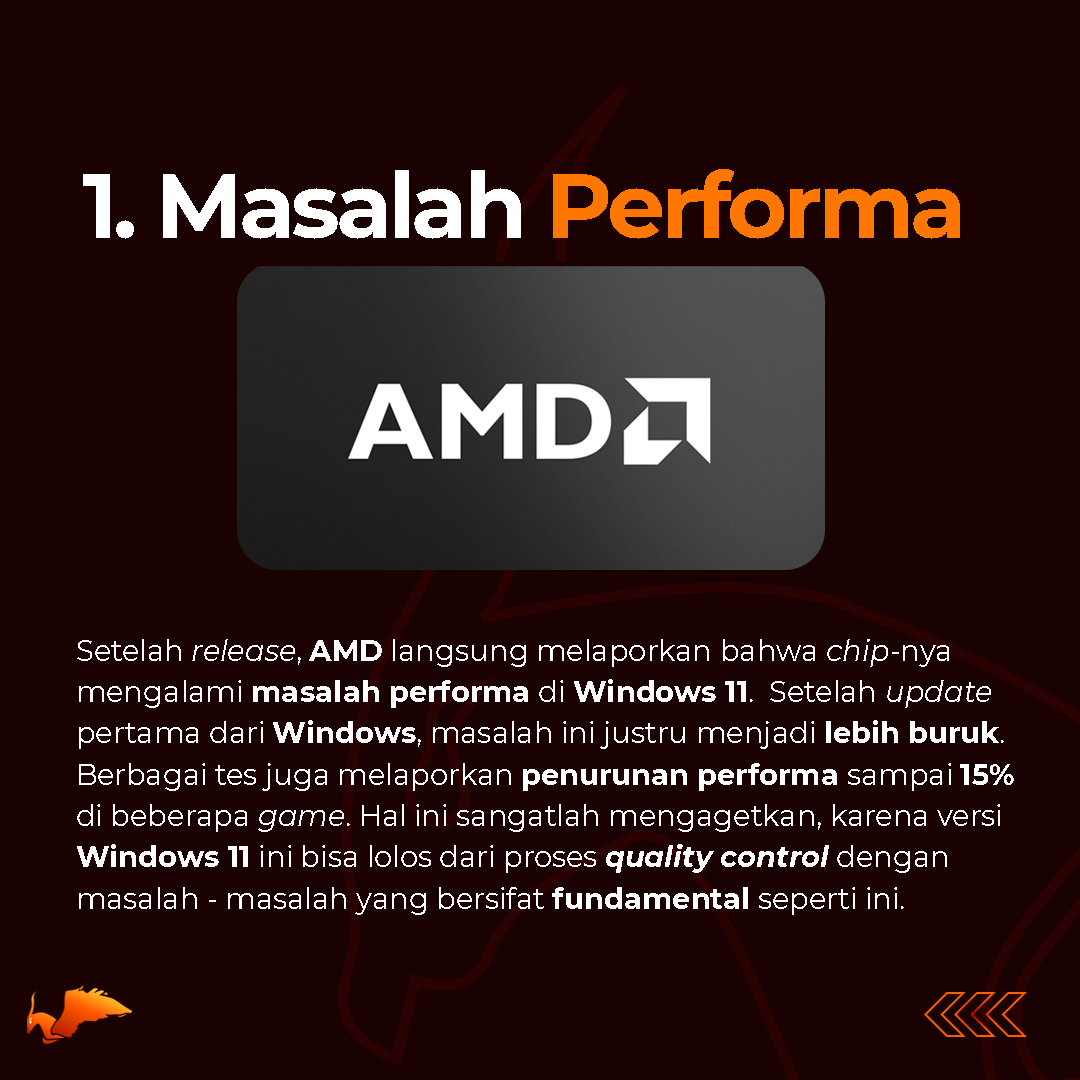 1. Masalah Performa
AMD
Setelah release, AMD langsung melaporkan bahwa chip-nya
mengalami masalah performa di Windows 11.  Setelah update
pertama dari Windows, masalah ini justru menjadi lebih buruk.
Berbagai tes juga melaporkan penurunan performa sampai 15%
di beberapa game. Hal ini sangatlah mengagetkan, karena versi
Windows 11 ini bisa lolos dari proses quality control dengan
masalah - masalah yang bersifat fundamental seperti ini.